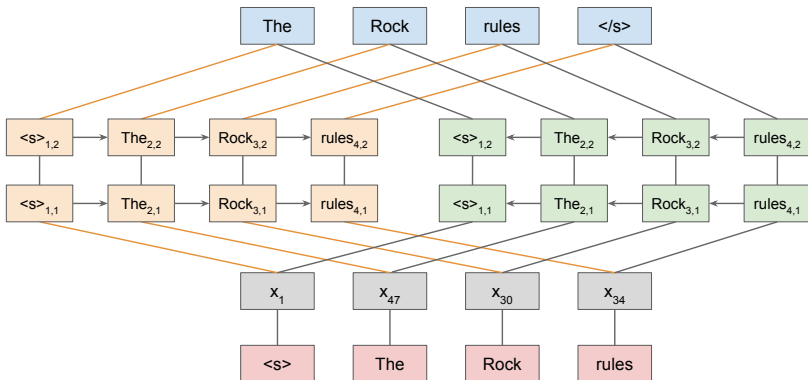 The Rock rules </s>
<s>1,2 The2,2 Rock3,2 rules4,2 <s>1,2 The2,2 Rock3,2 rules4,2
<s>1,1 The2,1 Rock3,1 rules4,1 <s>1,1 The2,1 Rock3,1 rules4,1
x1 x47 x30 x34
<s> The Rock rules